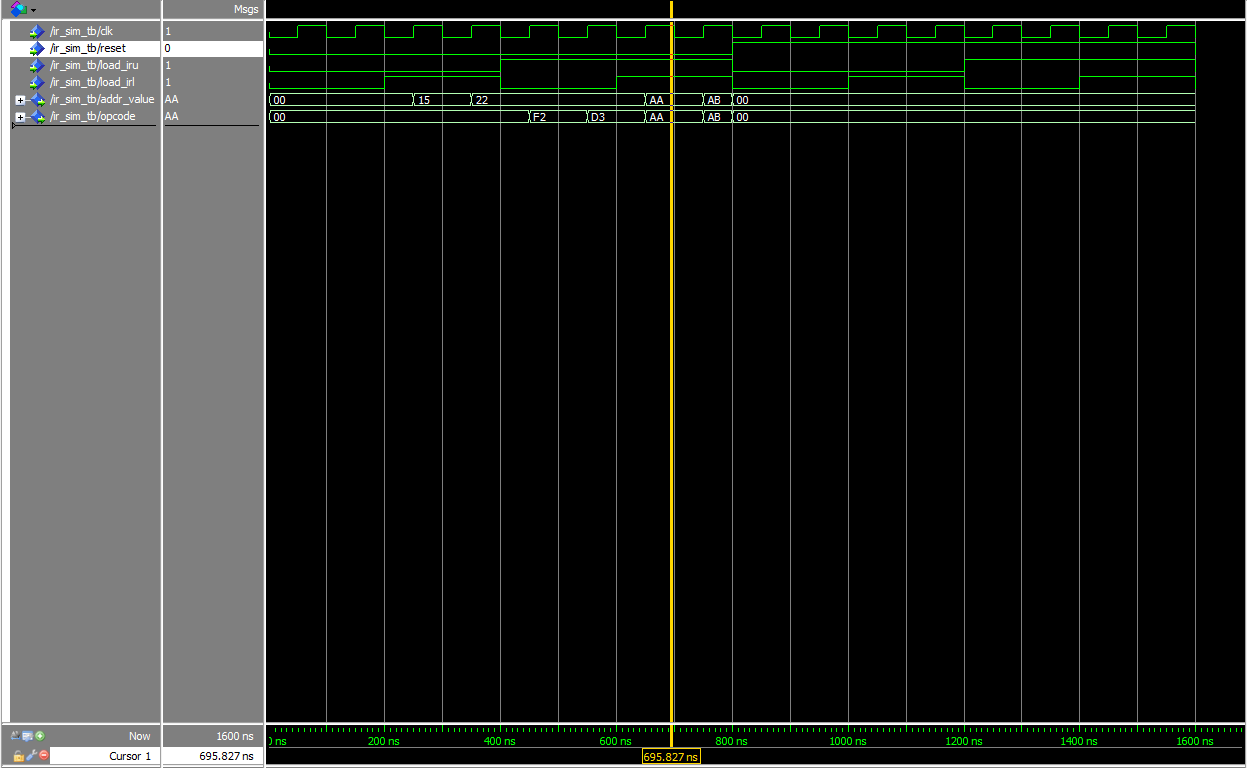 Msgs
/ir_sim_tb/clk 1
/ir_sim_tb/reset 0
/ir_sim_tb/load_iru 1
/ir_sim_tb/load_irl 1
/ir_sim_tb/addr_value AA 00 15 22 AA AB 00
/ir_sim_tb/opcode AA 00 F2 D3 AA AB 00
Now 1600 ns 0 ns 200 ns 400 ns 600 ns 800 ns 1000 ns 1200 ns 1400 ns 1600 ns
Cursor 1 695.827 ns 695.827 ns